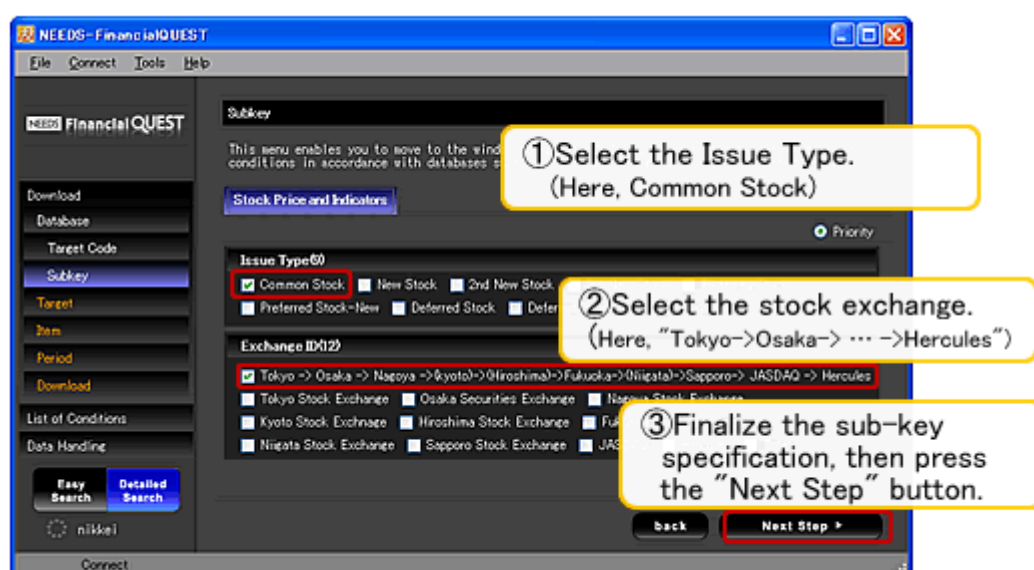 NEEDS-FinancialQUEST
File Connect Tools Help
NEEDS Financial QUEST
Subkey
This menu enables you to move to the
conditions in accordance with databases
①Select the Issue Type.
(Here, Common Stock)
Download
Database
Target Code
Subkey
Target
Item
Period
Download
List of Conditions
Data Handling
Easy Search
Detailed Search
nikkei
Stock Price and Indicators
Priority
Issue Type(9)
Common Stock New Stock 2nd New Stock
Preferred Stock-New Deferred Stock
②Select the stock exchange.
(Here, "Tokyo->Osaka-> … ->Hercules")
Exchange ID(12)
Tokyo -> Osaka -> Nagoya ->(kyoto)->(Hiroshima)->Fukuoka->(Niigata)->Sapporo-> JASDAQ -> Hercules
Tokyo Stock Exchange Osaka Securities Exchange Nagoya Stock Exchange
Kyoto Stock Exchnage Hiroshima Stock Exchange
Niigata Stock Exchange Sapporo Stock Exchange
③Finalize the sub-key
specification, then press
the "Next Step" button.
back
Next Step
Connect